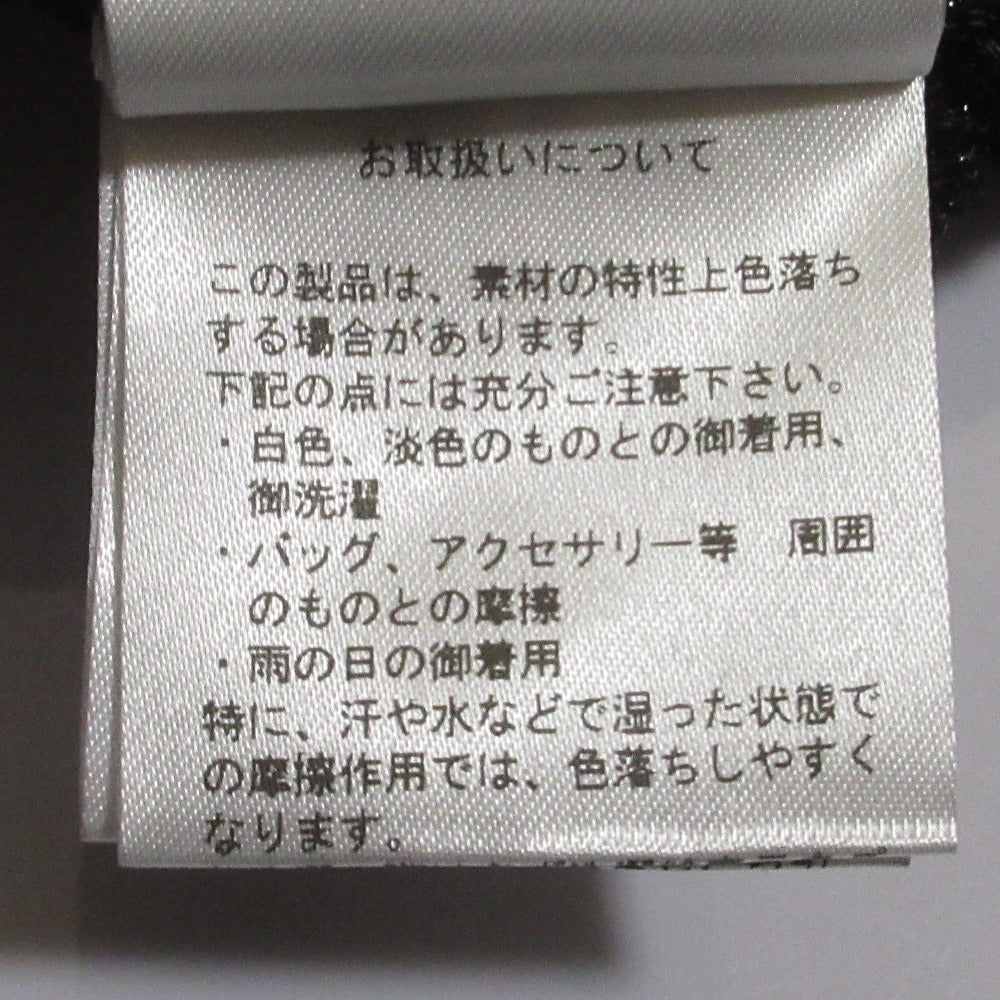 お取扱いについて
この製品は、素材の特性上色落ち
する場合があります。
下記の点には充分ご注意下さい。
・白色、淡色のものとの御着用、
御洗濯
・バッグ、アクセサリー等　周囲
のものとの摩擦
・雨の日の御着用
特に、汗や水などで湿った状態で
の摩擦作用では、色落ちしやすく
なります。